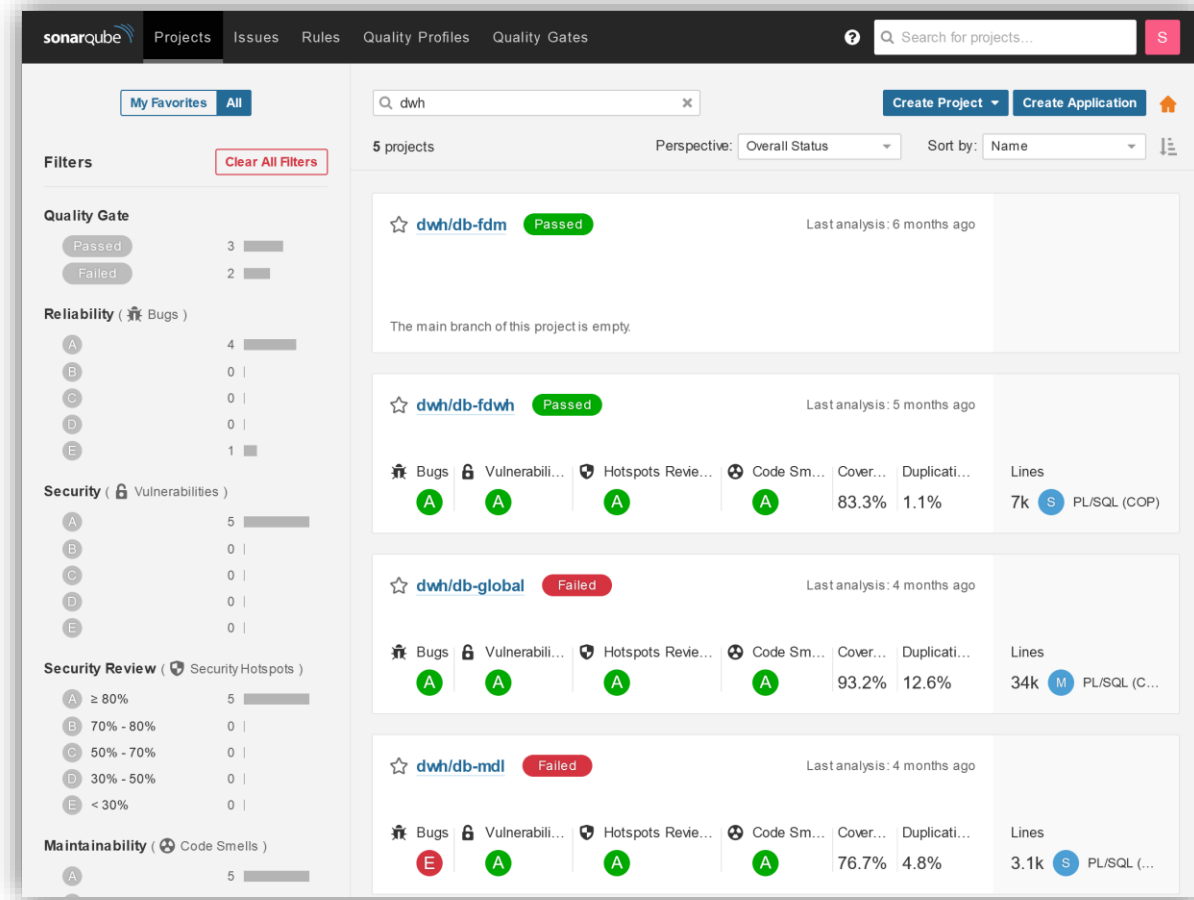 sonarqube Projects Issues Rules Quality Profiles Quality Gates ? Search for projects... S
My Favorites All
Filters Clear All Filters
Quality Gate
Passed 3
Failed 2
Reliability ( Bugs )
A 4
B 0
C 0
D 0
E 1
Security ( Vulnerabilities )
A 5
B 0
C 0
D 0
E 0
Security Review ( Security Hotspots )
A ≥ 80% 5
B 70% - 80% 0
C 50% - 70% 0
D 30% - 50% 0
E < 30% 0
Maintainability ( Code Smells )
A 5
dwh Create Project Create Application
5 projects Perspective: Overall Status Sort by: Name
dwh/db-fdm Passed Last analysis: 6 months ago
The main branch of this project is empty.
dwh/db-fdwh Passed Last analysis: 5 months ago
Bugs Vulnerabili... Hotspots Revie... Code Sm... Cover... Duplicati... Lines
A A A A 83.3% 1.1% 7k S PL/SQL (COP)
dwh/db-global Failed Last analysis: 4 months ago
Bugs Vulnerabili... Hotspots Revie... Code Sm... Cover... Duplicati... Lines
A A A A 93.2% 12.6% 34k M PL/SQL (C...
dwh/db-mdl Failed Last analysis: 4 months ago
Bugs Vulnerabili... Hotspots Revie... Code Sm... Cover... Duplicati... Lines
E A A A 76.7% 4.8% 3.1k S PL/SQL (...